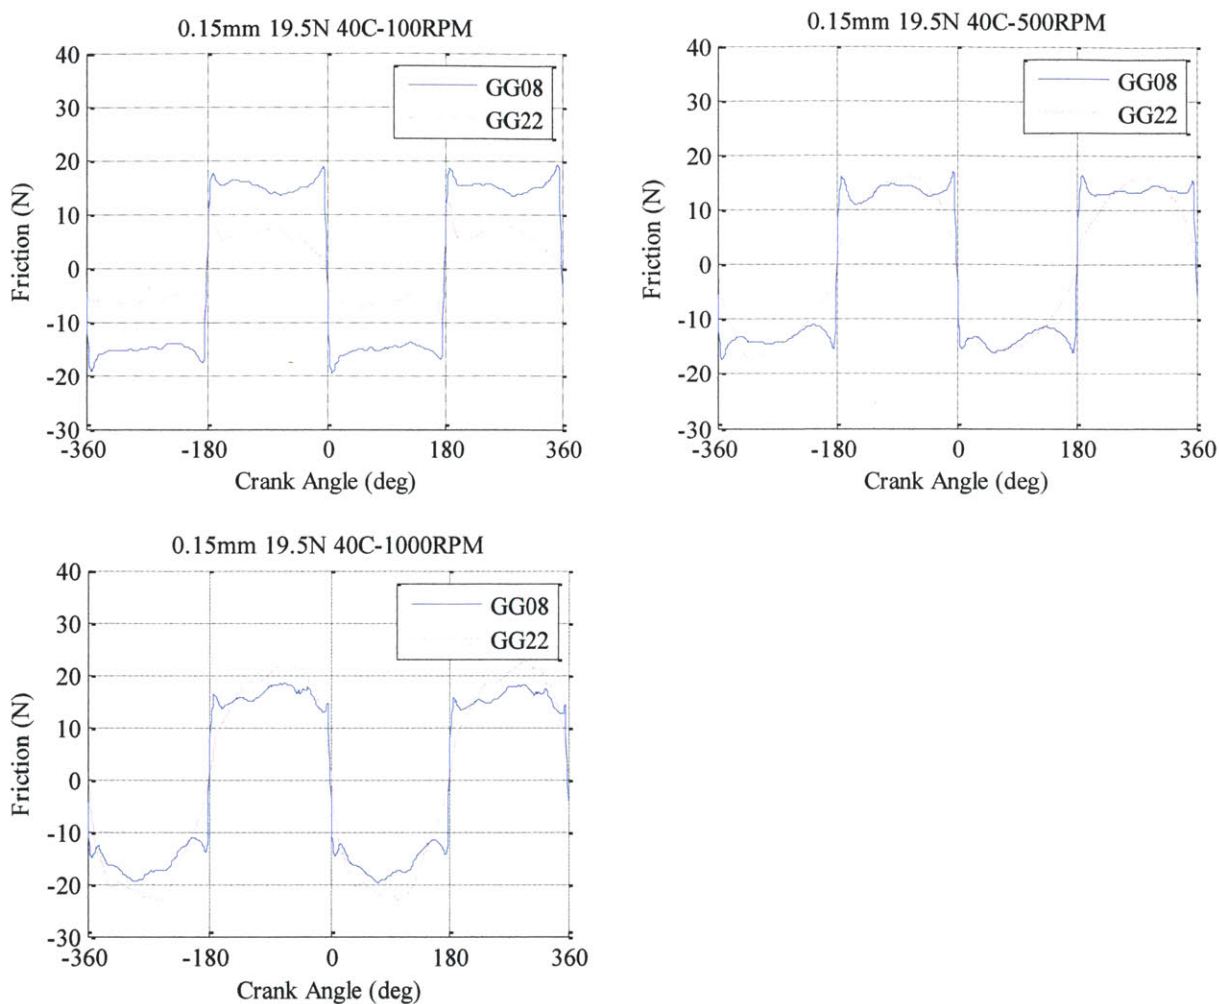 0.15mm 19.5N 40C-100RPM
40
30
20
10
0
-10
-20
-30
Friction (N)
GG08
GG22
-360 -180 0 180 360
Crank Angle (deg)
0.15mm 19.5N 40C-500RPM
40
30
20
10
0
-10
-20
-30
Friction (N)
GG08
GG22
-360 -180 0 180 360
Crank Angle (deg)
0.15mm 19.5N 40C-1000RPM
40
30
20
10
0
-10
-20
-30
Friction (N)
GG08
GG22
-360 -180 0 180 360
Crank Angle (deg)